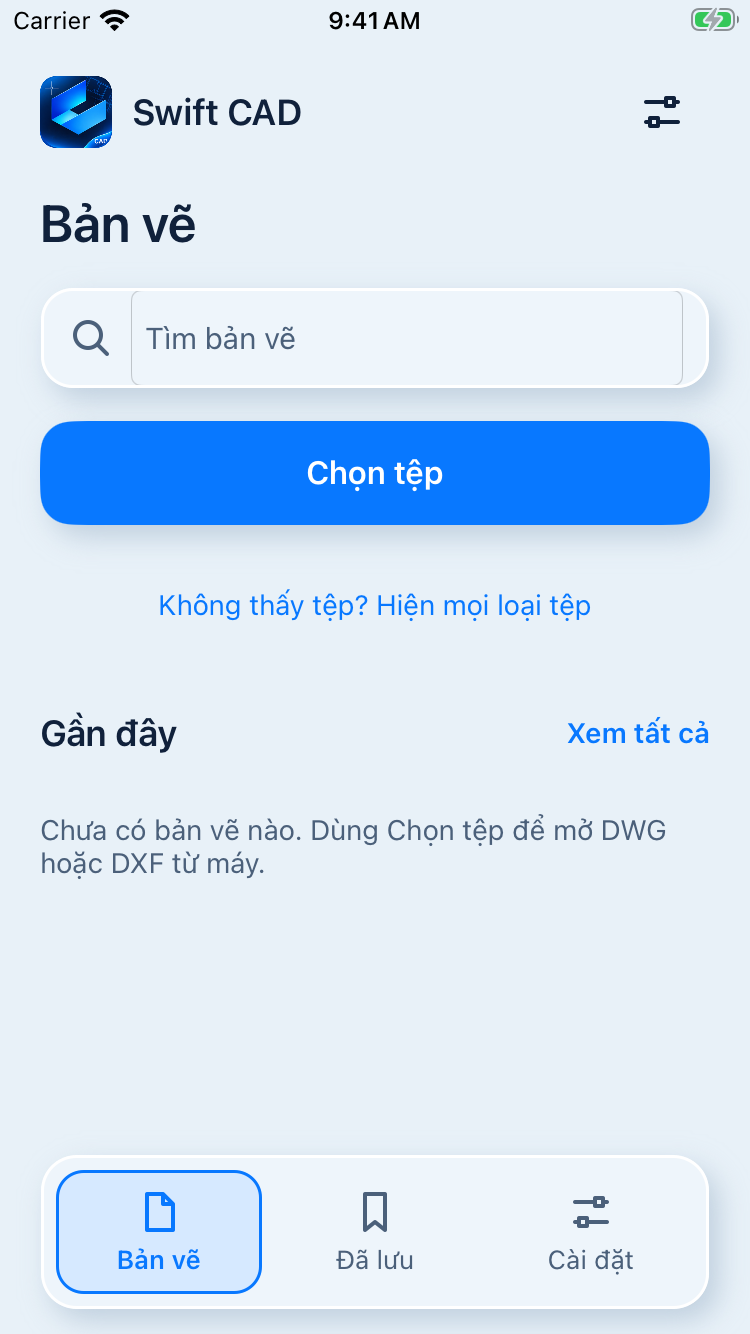 Carrier 9:41 AM
CAD
Swift CAD
Bản vẽ
Tìm bản vẽ
Chọn tệp
Không thấy tệp? Hiện mọi loại tệp
Gần đây Xem tất cả
Chưa có bản vẽ nào. Dùng Chọn tệp để mở DWG
hoặc DXF từ máy.
Bản vẽ Đã lưu Cài đặt